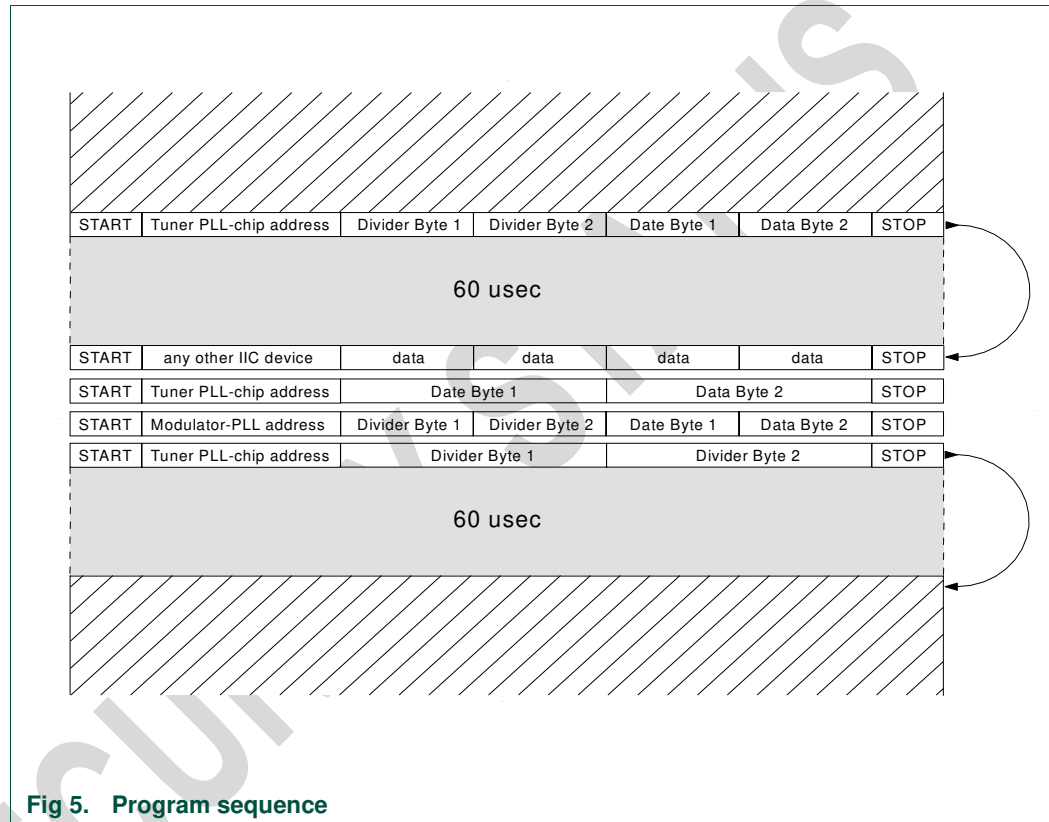 START Tuner PLL-chip address Divider Byte 1 Divider Byte 2 Date Byte 1 Data Byte 2 STOP
60 usec
START any other IIC device data data data data STOP
START Tuner PLL-chip address Date Byte 1 Data Byte 2 STOP
START Modulator-PLL address Divider Byte 1 Divider Byte 2 Date Byte 1 Data Byte 2 STOP
START Tuner PLL-chip address Divider Byte 1 Divider Byte 2 STOP
60 usec
Fig 5. Program sequence